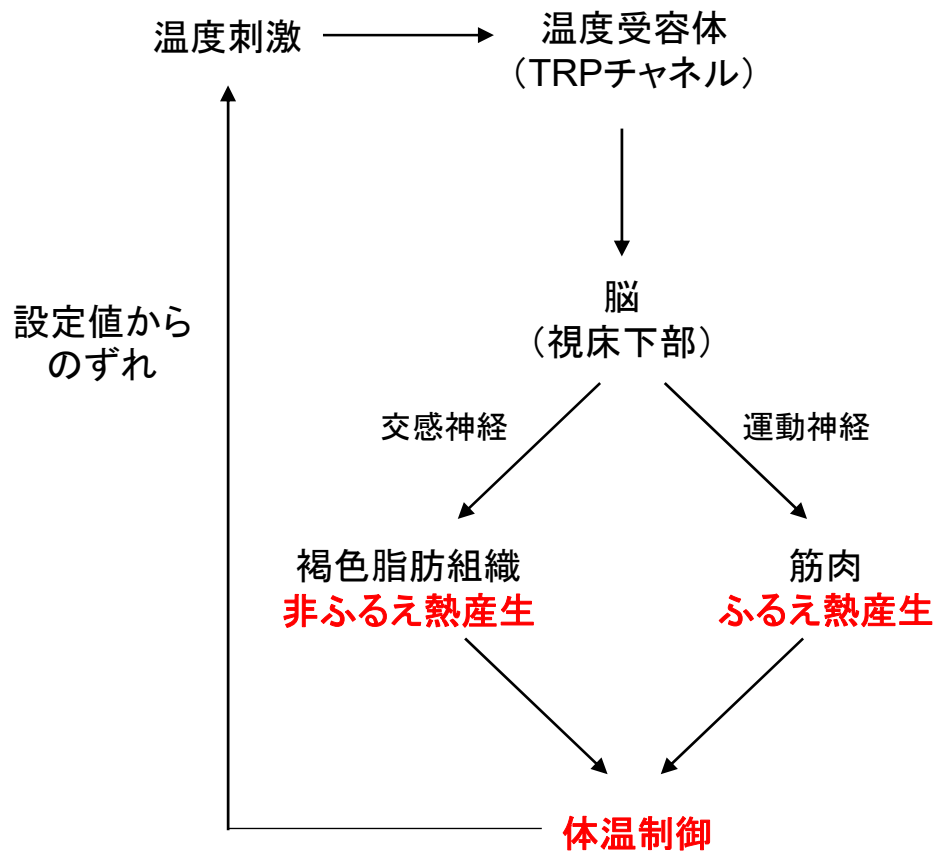 温度刺激
温度受容体
（TRPチャネル）
脳
（視床下部）
設定値から
のずれ
交感神経
運動神経
褐色脂肪組織
非ふるえ熱産生
筋肉
ふるえ熱産生
体温制御